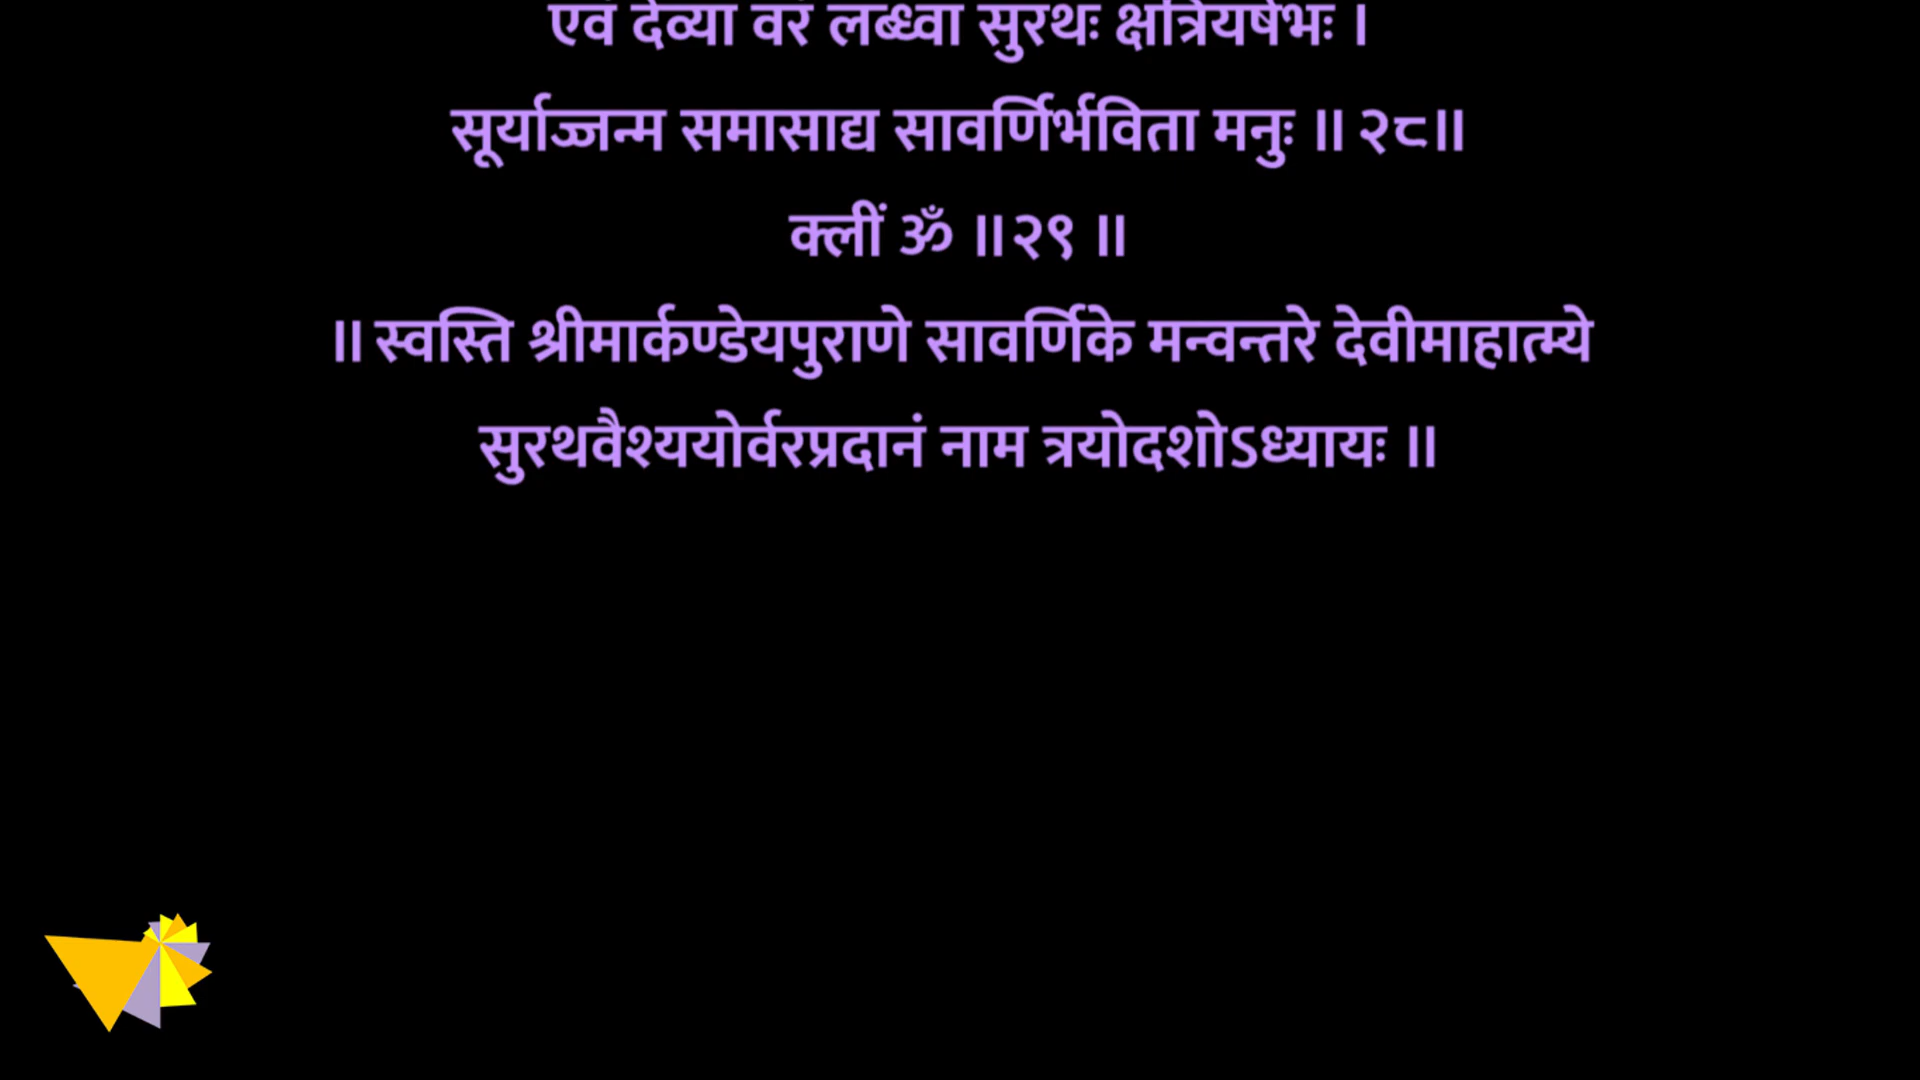 एवं देव्या वरं लब्ध्वा सुरथः क्षत्रियर्षभः ।
सूर्याज्जन्म समासाद्य सावर्णिर्भविता मनुः ॥ २८॥
क्लीं ॐ ॥२९ ॥
॥ स्वस्ति श्रीमार्कण्डेयपुराणे सावर्णिके मन्वन्तरे देवीमाहात्म्ये
सुरथवैश्ययोर्वरप्रदानं नाम त्रयोदशोऽध्यायः ॥